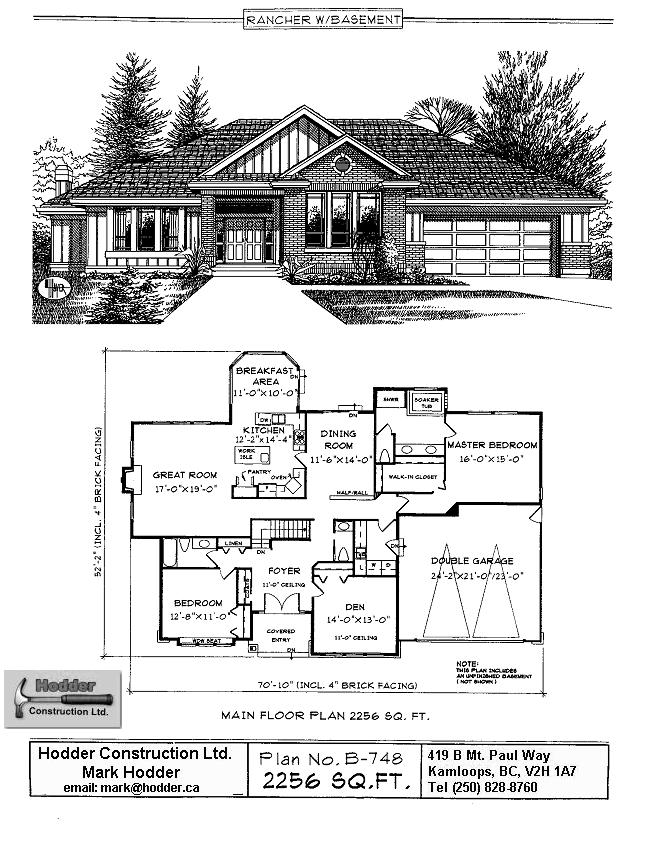 RANCHER W/BASEMENT
BREAKFAST
AREA
11'-0"X10'-0"
DN
DW
KITCHEN
12'-2"X14'-4"
WORK
ISLE
PANTRY
OVEN
DN
DINING
ROOM
11'-6"X14'-0"
SHWR
SOAKER
TUB
MASTER BEDROOM
16'-0"X15'-0"
WALK-IN CLOSET
HALF/WALL
GREAT ROOM
17'-0"X19'-0"
52'-2" (INCL. 4" BRICK FACING)
LINEN
DN
FOYER
11'-0" CEILING
COATS
L
W
D
DN
DOUBLE GARAGE
24'-2"X21'-0"/23'-0"
BEDROOM
12'-8"X11'-0"
WDW SEAT
COVERED
ENTRY
DN
DEN
14'-0"X13'-0"
11'-0" CEILING
NOTE:
THIS PLAN INCLUDES
AN UNFINISHED BASEMENT
(NOT SHOWN)
70'-10" (INCL. 4" BRICK FACING)
Hodder
Construction Ltd.
MAIN FLOOR PLAN 2256 SQ. FT.
Hodder Construction Ltd.
Mark Hodder
email: mark@hodder.ca
Plan No. B-748
2256 SQ.FT.
419 B Mt. Paul Way
Kamloops, BC, V2H 1A7
Tel (250) 828-8760